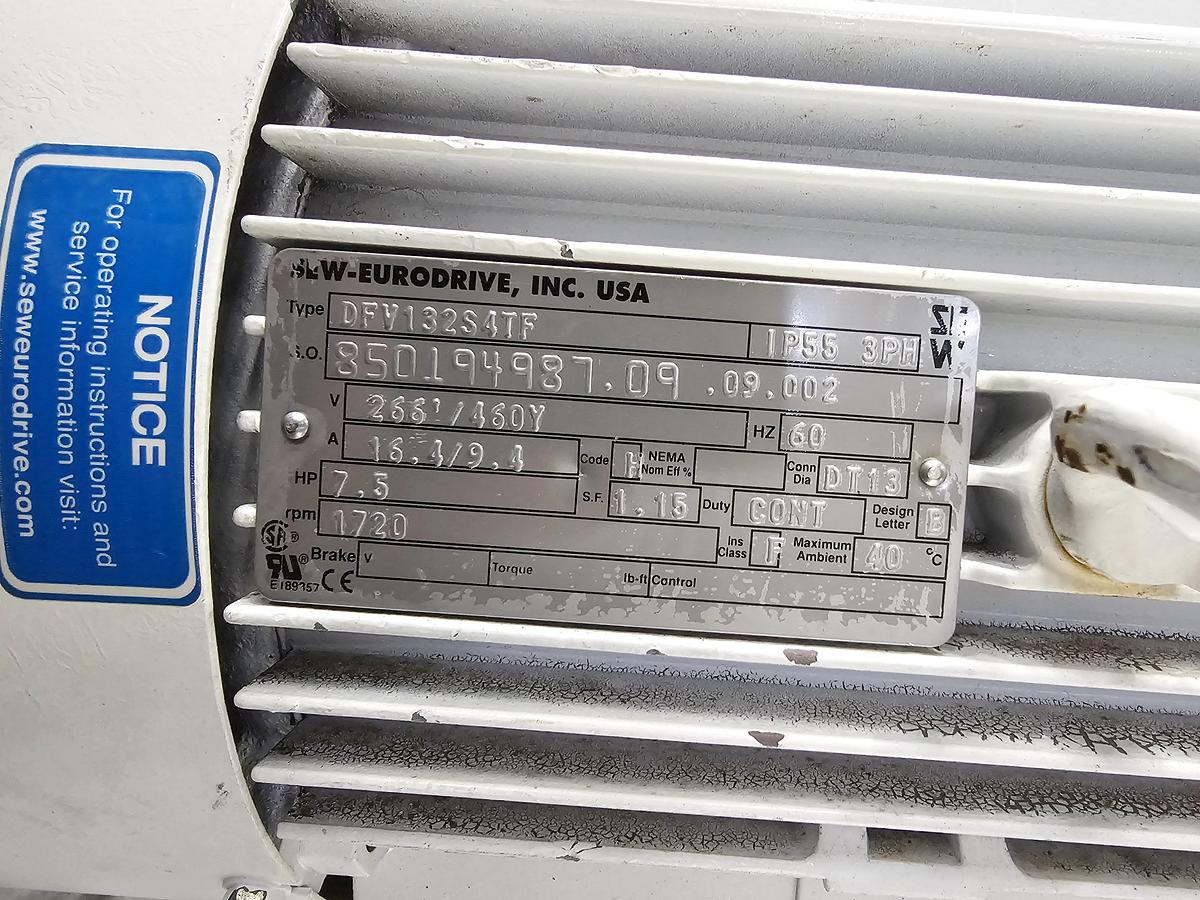 NOTICE
For operating instructions and
service information visit:
www.seweurodrive.com
SEW-EURODRIVE, INC. USA
Type DFV132S4TF IP55 3PH
S.O. 850194987.09 .09.002
V 266'/460Y HZ 60
A 16.4/9.4 Code H NEMA Nom Eff % Conn Dia DT13
HP 7.5 S.F. 1.15 Duty CONT Design Letter B
rpm 1720 Ins Class F Maximum Ambient 40 °C
Brake V Torque lb-ft Control
E189357 CE